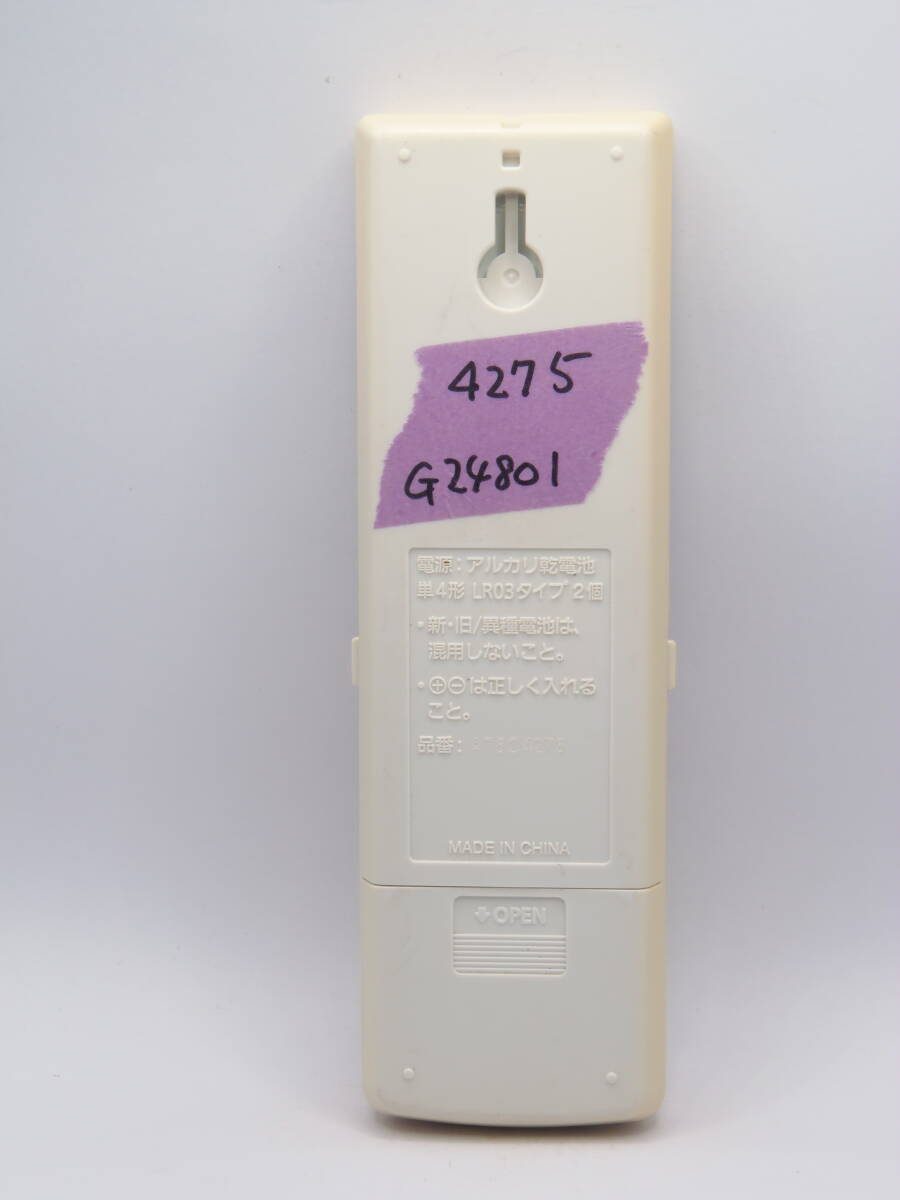 4275
G24801
電源:アルカリ乾電池
単4形 LR03タイプ 2個
・新・旧/異種電池は、
混用しないこと。
・⊕⊖は正しく入れる
こと。
品番: A75C4275
MADE IN CHINA
OPEN